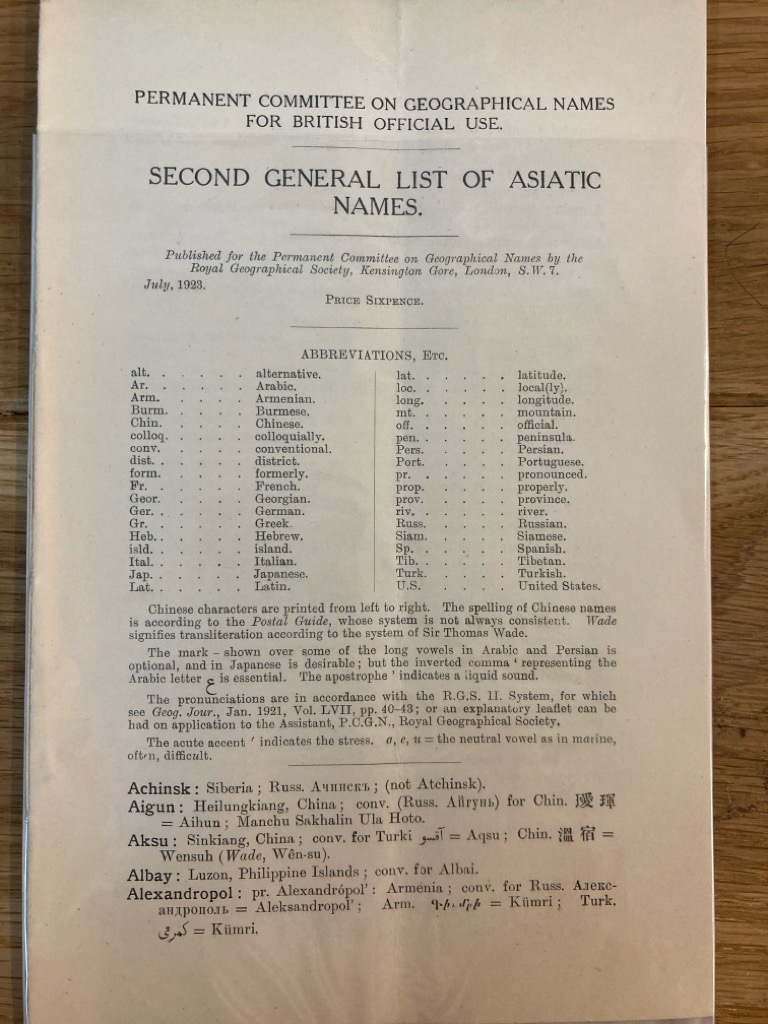 PERMANENT COMMITTEE ON GEOGRAPHICAL NAMES
FOR BRITISH OFFICIAL USE.
SECOND GENERAL LIST OF ASIATIC
NAMES.
Published for the Permanent Committee on Geographical Names by the
Royal Geographical Society, Kensington Gore, London, S.W. 7.
July, 1923.
PRICE SIXPENCE.
ABBREVIATIONS, ETC.
alt. . . . . . alternative.
Ar. . . . . . Arabic.
Arm. . . . . . Armenian.
Burm. . . . . Burmese.
Chin. . . . . Chinese.
colloq. . . . . colloquially.
conv. . . . . conventional.
dist. . . . . . district.
form. . . . . formerly.
Fr. . . . . . French.
Geor. . . . . Georgian.
Ger. . . . . . German.
Gr. . . . . . Greek.
Heb. . . . . . Hebrew.
isld. . . . . . island.
Ital. . . . . . Italian.
Jap. . . . . . Japanese.
Lat. . . . . . Latin.
lat. . . . . . latitude.
loc. . . . . . local(ly).
long. . . . . . longitude.
mt. . . . . . mountain.
off. . . . . . official.
pen. . . . . . peninsula.
Pers. . . . . . Persian.
Port. . . . . . Portuguese.
pr. . . . . . pronounced.
prop. . . . . . properly.
prov. . . . . . province.
riv. . . . . . river.
Russ. . . . . . Russian.
Siam. . . . . . Siamese.
Sp. . . . . . Spanish.
Tib. . . . . . Tibetan.
Turk. . . . . . Turkish.
U.S. . . . . . United States.
Chinese characters are printed from left to right. The spelling of Chinese names
is according to the Postal Guide, whose system is not always consistent. Wade
signifies transliteration according to the system of Sir Thomas Wade.
The mark – shown over some of the long vowels in Arabic and Persian is
optional, and in Japanese is desirable; but the inverted comma ‘ representing the
Arabic letter ع is essential. The apostrophe ’ indicates a liquid sound.
The pronunciations are in accordance with the R.G.S. II. System, for which
see Geog. Jour., Jan. 1921, Vol. LVII, pp. 40-43; or an explanatory leaflet can be
had on application to the Assistant, P.C.G.N., Royal Geographical Society.
The acute accent ´ indicates the stress. a, e, u = the neutral vowel as in marine,
often, difficult.
Achinsk: Siberia; Russ. Ачинскъ; (not Atchinsk).
Aigun: Heilungkiang, China; conv. (Russ. Айгунь) for Chin. 璦 琿
= Aihun; Manchu Sakhalin Ula Hoto.
Aksu: Sinkiang, China; conv. for Turki آقسو = Aqsu; Chin. 溫 宿 =
Wensuh (Wade, Wên-su).
Albay: Luzon, Philippine Islands; conv. for Albai.
Alexandropol: pr. Alexandrópol’: Arménia; conv. for Russ. Алекс-
андрополь = Aleksandropol’; Arm. Գիւմրի = Kümri; Turk.
= Kümri.